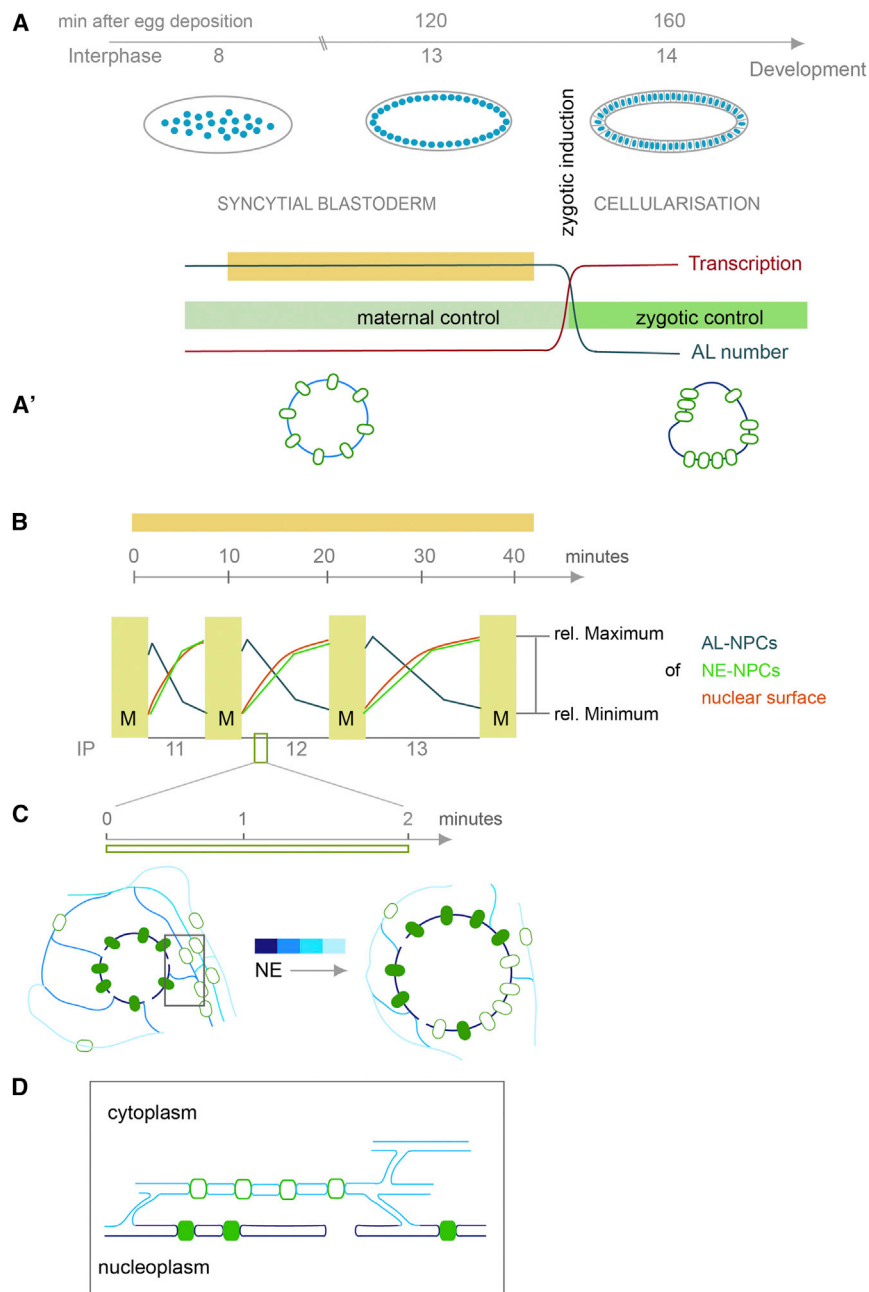 A
min after egg deposition 120 160
Interphase 8 13 14
Development
zygotic induction
SYNCYTIAL BLASTODERM CELLULARISATION
Transcription
maternal control zygotic control
AL number
A'
B
0 10 20 30 40 minutes
rel. Maximum
AL-NPCs
of NE-NPCs
nuclear surface
rel. Minimum
M M M M
IP 11 12 13
C
0 1 2 minutes
NE
D
cytoplasm
nucleoplasm